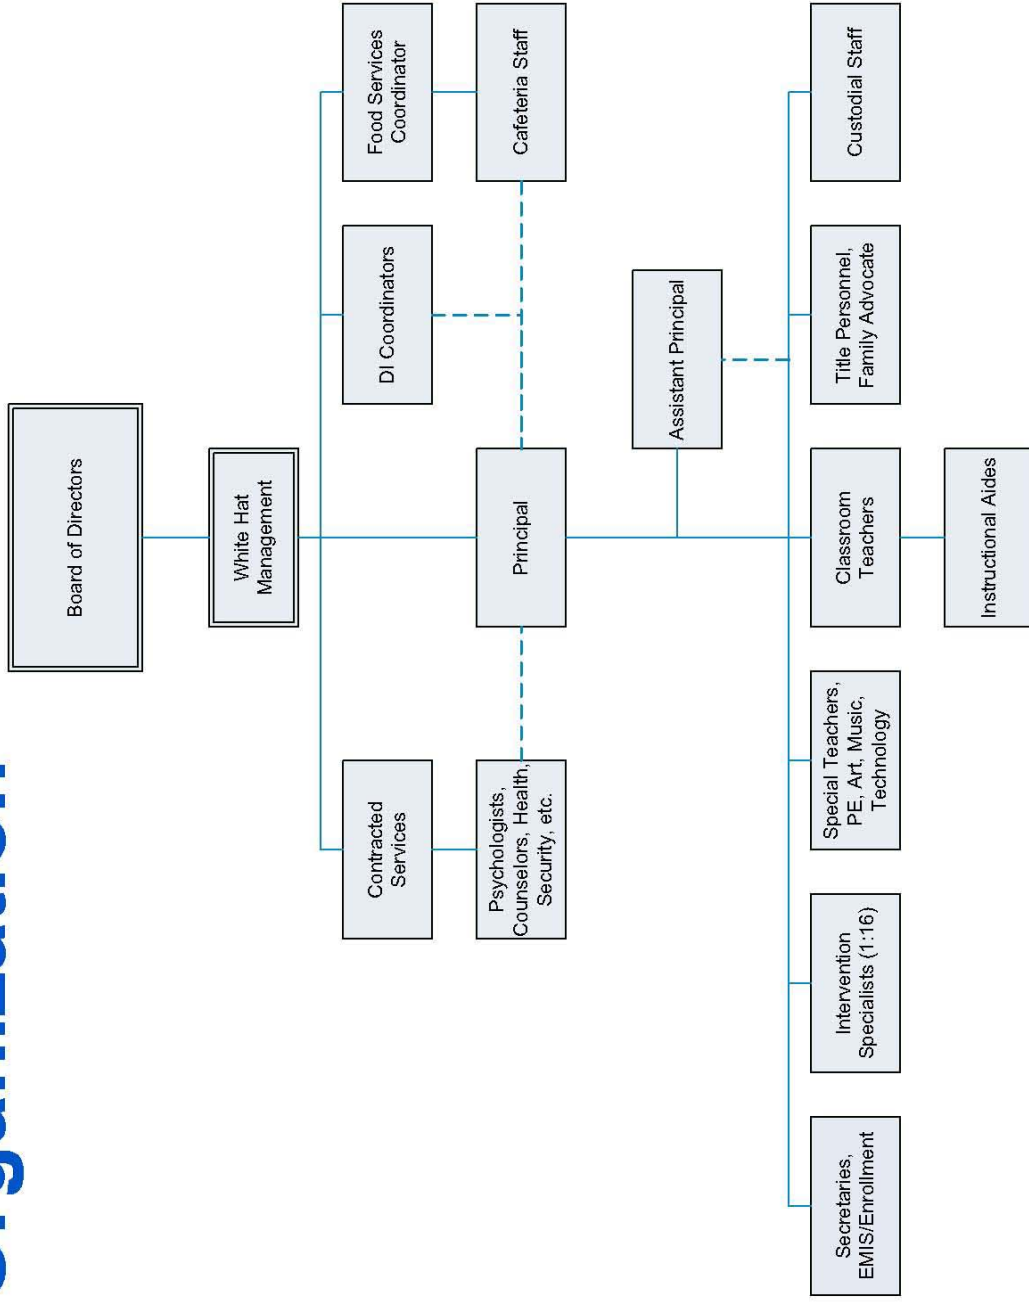 Organization
Board of Directors
White Hat
Management
Contracted
Services
DI Coordinators
Food Services
Coordinator
Psychologists,
Counselors, Health,
Security, etc.
Principal
Cafeteria Staff
Assistant Principal
Secretaries,
EMIS/Enrollment
Intervention
Specialists (1:16)
Special Teachers,
PE, Art, Music,
Technology
Classroom
Teachers
Title Personnel,
Family Advocate
Custodial Staff
Instructional Aides